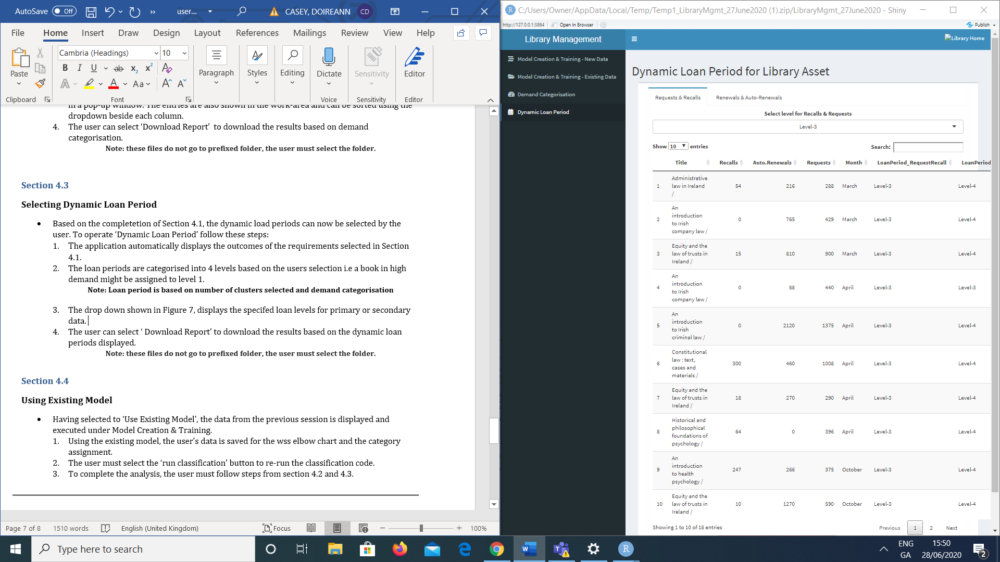 AutoSave Off user... CASEY, DOIREANN CD
File Home Insert Draw Design Layout References Mailings Review View Help
Cambria (Headings) 10
B I U ab x2 x2
A A Aa A A
Paste Paragraph Styles Editing Dictate Sensitivity Editor
Clipboard Font Voice Sensitivity Editor
in a pop-up window. The entries are also shown in the work-area and can be sorted using the
dropdown beside each column.
4. The user can select ‘Download Report’ to download the results based on demand
categorisation.
Note: these files do not go to prefixed folder, the user must select the folder.
Section 4.3
Selecting Dynamic Loan Period
• Based on the completetion of Section 4.1, the dynamic load periods can now be selected by the
user. To operate ‘Dynamic Loan Period’ follow these steps:
1. The application automatically displays the outcomes of the requirements selected in Section
4.1.
2. The loan periods are categorised into 4 levels based on the users selection i.e a book in high
demand might be assigned to level 1.
Note: Loan period is based on number of clusters selected and demand categorisation
3. The drop down shown in Figure 7, displays the specifed loan levels for primary or secondary
data.
4. The user can select ‘ Download Report’ to download the results based on the dynamic loan
periods displayed.
Note: these files do not go to prefixed folder, the user must select the folder.
Section 4.4
Using Existing Model
• Having selected to ‘Use Existing Model’, the data from the previous session is displayed and
executed under Model Creation & Training.
1. Using the existing model, the user’s data is saved for the wss elbow chart and the category
assignment.
2. The user must select the ‘run classification’ button to re-run the classification code.
3. To complete the analysis, the user must follow steps from section 4.2 and 4.3.
Page 7 of 8 1510 words English (United Kingdom) Focus 100%
C:/Users/Owner/AppData/Local/Temp/Temp1_LibraryMgmt_27June2020 (1).zip/LibraryMgmt_27June2020 - Shiny
http://127.0.0.1:3864 Open in Browser Publish
Library Management Library Home
Model Creation & Training - New Data
Model Creation & Training - Existing Data
Demand Categorisation
Dynamic Loan Period
Dynamic Loan Period for Library Asset
Requests & Recalls Renewals & Auto-Renewals
Select level for Recalls & Requests
Level-3
Show 10 entries Search:
Title Recalls Auto.Renewals Requests Month LoanPeriod_RequestRecall LoanPeriod
Administrative
1 law in Ireland 54 216 288 March Level-3 Level-4
/
An
introduction
2 to Irish 0 765 429 March Level-3 Level-4
company law /
Equity and the
3 law of trusts in 15 810 900 March Level-3 Level-4
Ireland /
An
introduction
4 to Irish 0 88 440 April Level-3 Level-3
company law /
An
introduction
5 to Irish 0 2120 1375 April Level-3 Level-4
criminal law /
Constitutional
law : text,
6 cases and 300 460 1008 April Level-3 Level-4
materials /
Equity and the
7 law of trusts in 18 270 290 April Level-3 Level-4
Ireland /
Historical and
philosophical
8 foundations of 64 0 396 April Level-3 Level-4
psychology /
An
introduction
9 to health 247 266 375 October Level-3 Level-4
psychology /
Equity and the
10 law of trusts in 10 1270 590 October Level-3 Level-4
Ireland /
Showing 1 to 10 of 18 entries Previous 1 2 Next
Type here to search
ENG 15:50
GA 28/06/2020 2